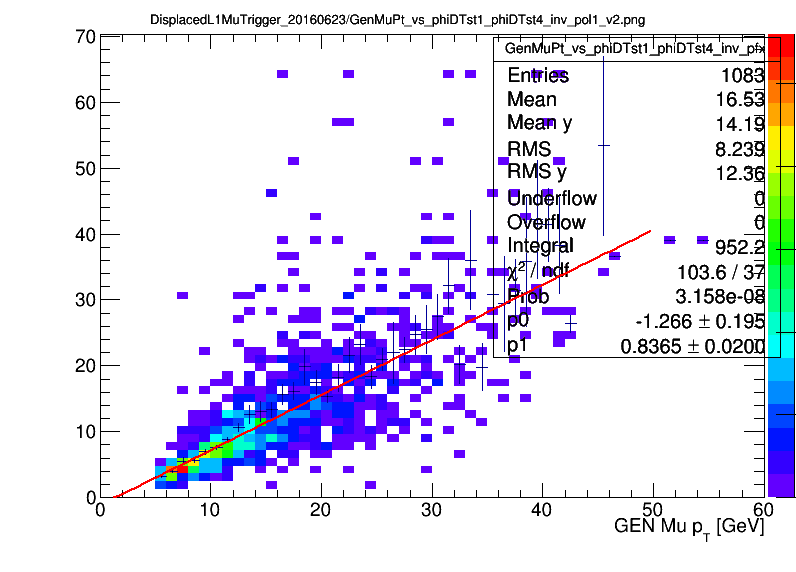 DisplacedL1MuTrigger_20160623/GenMuPt_vs_phiDTst1_phiDTst4_inv_pol1_v2.png
GenMuPt_vs_phiDTst1_phiDTst4_inv_pfx
Entries 1083
Mean 16.53
Mean y 14.19
RMS 8.239
RMS y 12.36
Underflow 0
Overflow 0
Integral 952.2
χ² / ndf 103.6 / 37
Prob 3.158e-08
p0 -1.266 ± 0.195
p1 0.8365 ± 0.0200
70
60
50
40
30
20
10
0
0 10 20 30 40 50 60
GEN Mu p_T [GeV]